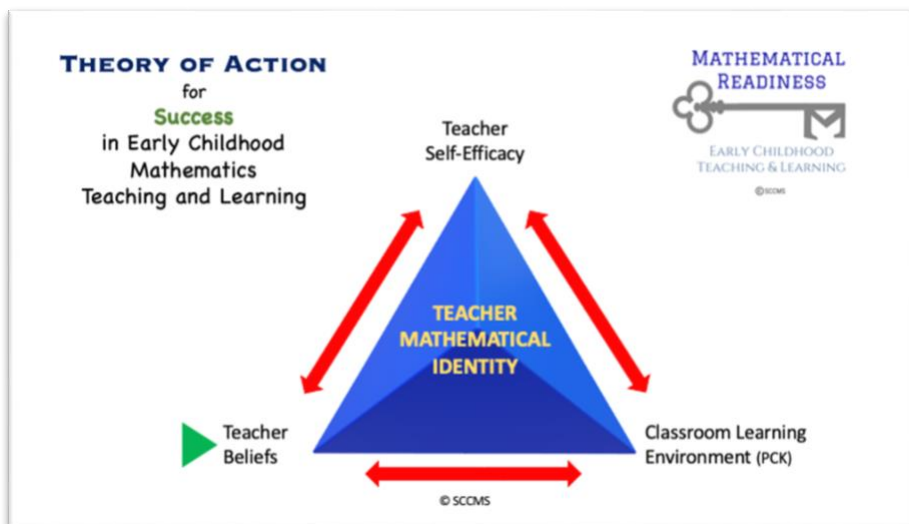 THEORY OF ACTION
for
Success
in Early Childhood
Mathematics
Teaching and Learning
MATHEMATICAL
READINESS
EARLY CHILDHOOD
TEACHING & LEARNING
©SCCMS
Teacher
Self-Efficacy
TEACHER
MATHEMATICAL
IDENTITY
Teacher
Beliefs
Classroom Learning
Environment (PCK)
© SCCMS